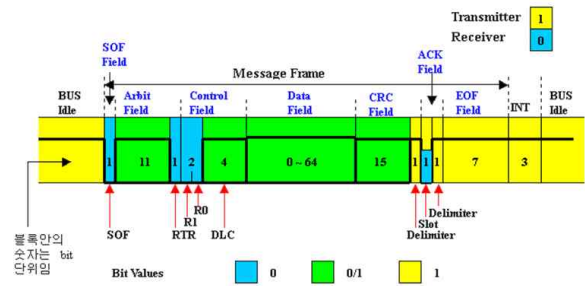 Transmitter 1
Receiver 0
SOF
Field
ACK
Field
Message Frame
BUS
Idle
Arbit
Field
Control
Field
Data
Field
CRC
Field
EOF
Field
INT
BUS
Idle
1 11 1 2 4 0 ~ 64 15 1 1 1 7 3
SOF
RTR
R1
R0
DLC
Delimiter
Slot
Delimiter
블록안의
숫자는 bit
단위임
Bit Values 0 0/1 1